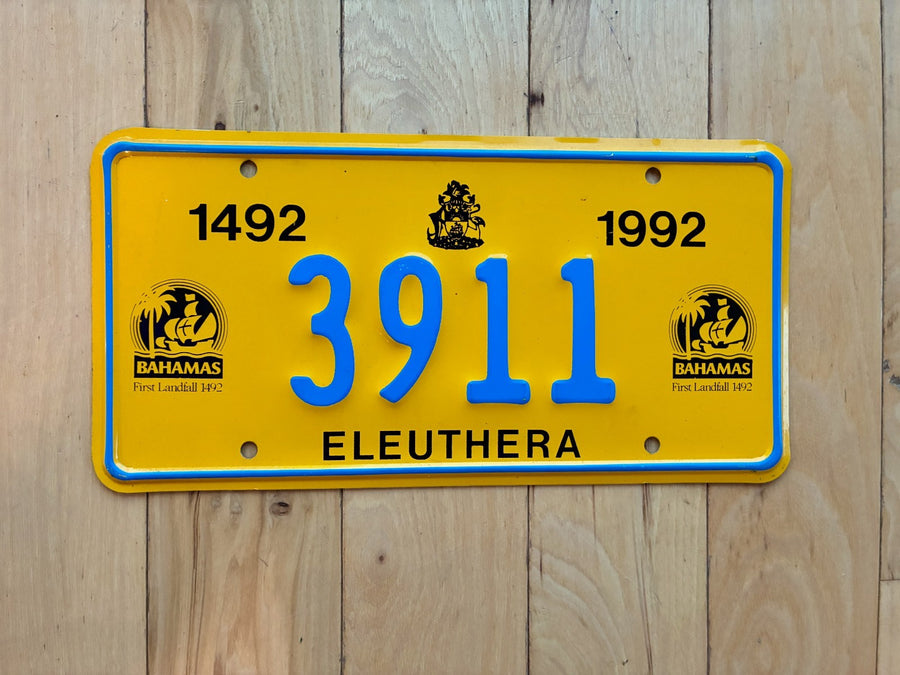 1492 1992
3911
BAHAMAS BAHAMAS
First Landfall 1492 First Landfall 1492
ELEUTHERA